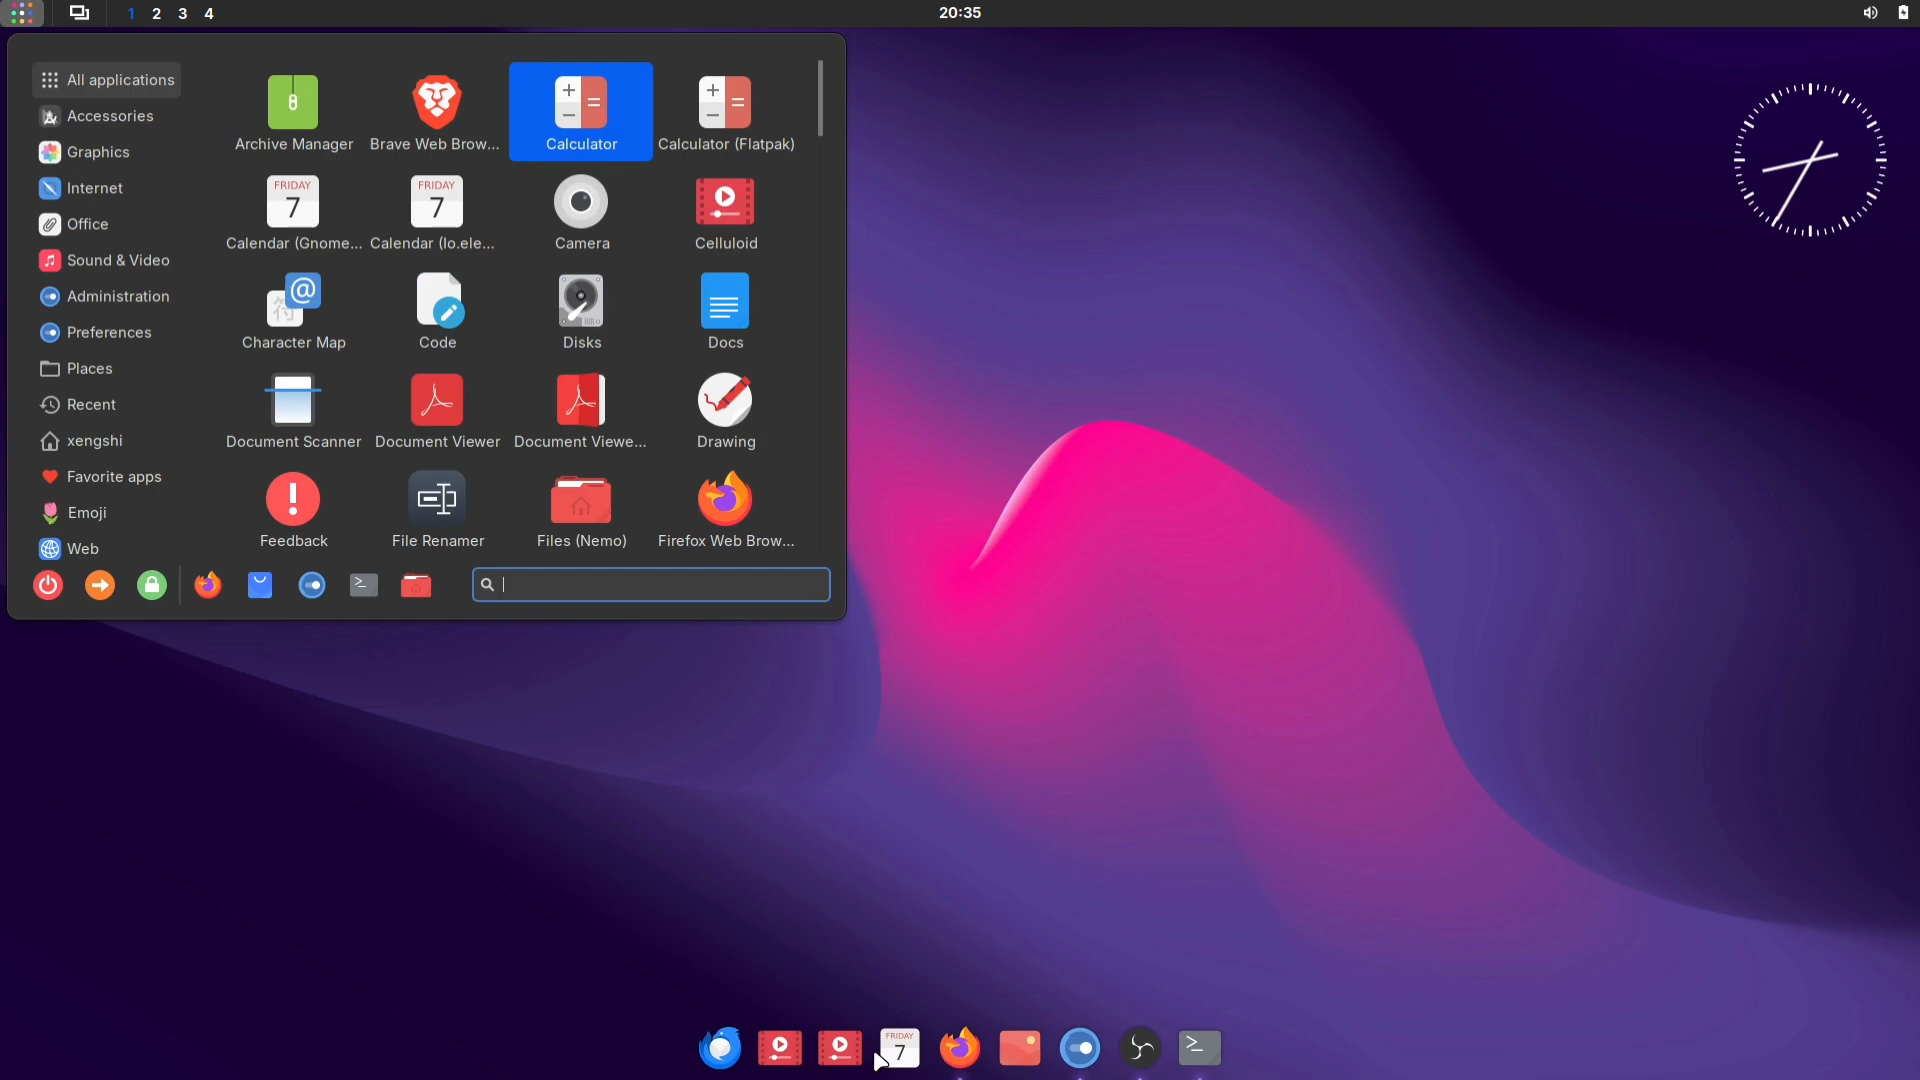 1 2 3 4
20:35
All applications
Accessories
Graphics
Internet
Office
Sound & Video
Administration
Preferences
Places
Recent
xengshi
Favorite apps
Emoji
Web
Archive Manager
Brave Web Brow...
Calculator
Calculator (Flatpak)
FRIDAY
7
Calendar (Gnome...
FRIDAY
7
Calendar (Io.ele...
Camera
Celluloid
@
符
Character Map
Code
Disks
Docs
Document Scanner
Document Viewer
Document Viewe...
Drawing
Feedback
File Renamer
Files (Nemo)
Firefox Web Brow...
FRIDAY
7